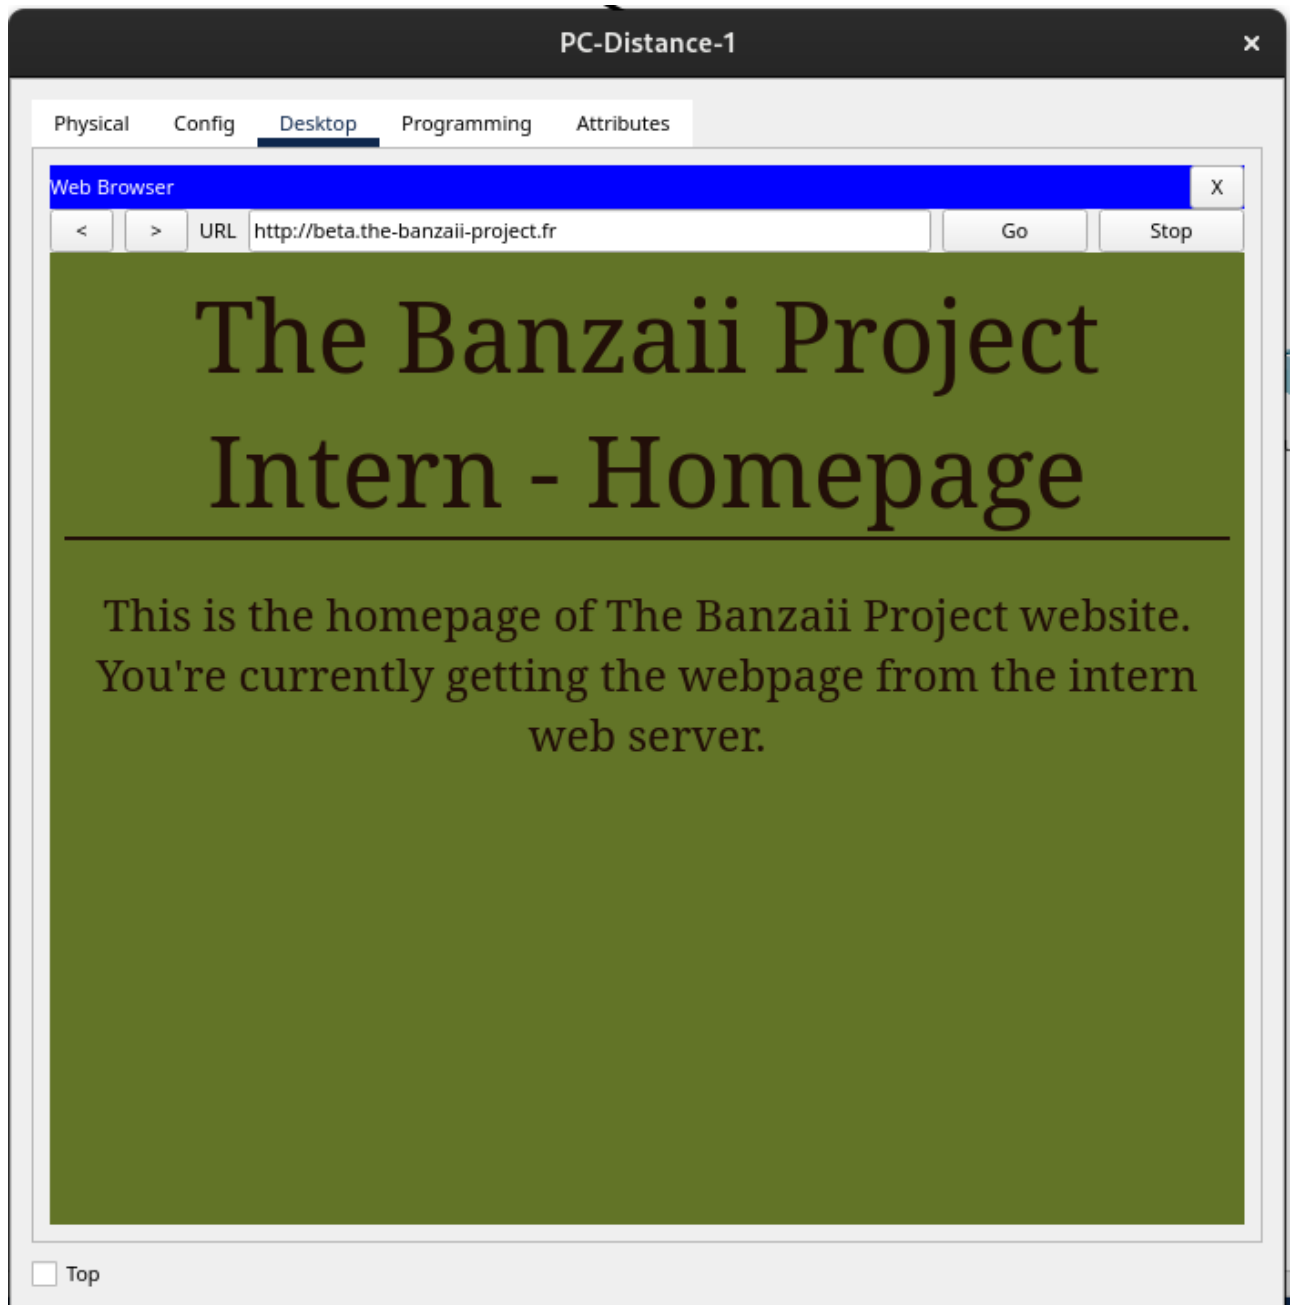 PC-Distance-1 ×
Physical Config Desktop Programming Attributes
Web Browser X
< > URL http://beta.the-banzaii-project.fr Go Stop
The Banzaii Project
Intern - Homepage
This is the homepage of The Banzaii Project website.
You're currently getting the webpage from the intern
web server.
Top